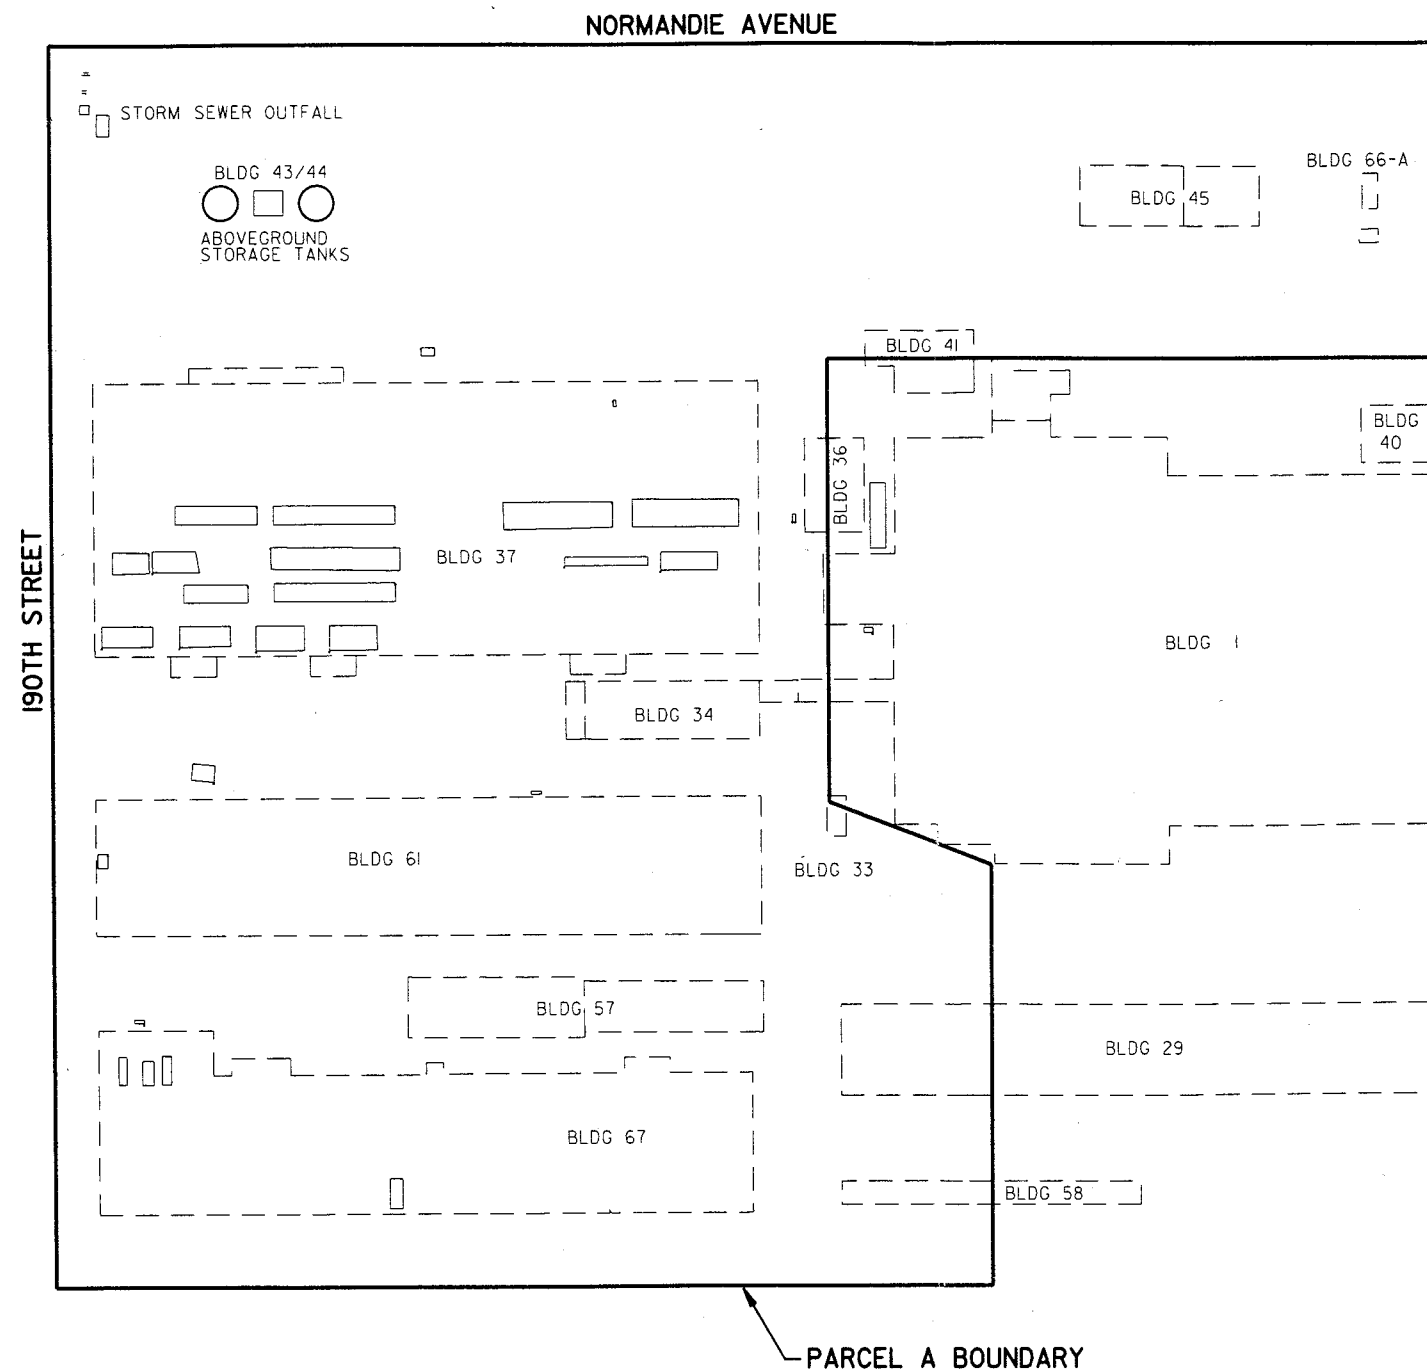 NORMANDIE AVENUE
STORM SEWER OUTFALL
BLDG 43/44
ABOVEGROUND
STORAGE TANKS
BLDG 45
BLDG 66-A
BLDG 41
BLDG
40
BLDG 36
BLDG 37
190TH STREET
BLDG 1
BLDG 34
BLDG 61
BLDG 33
BLDG 57
BLDG 29
BLDG 67
BLDG 58
PARCEL A BOUNDARY